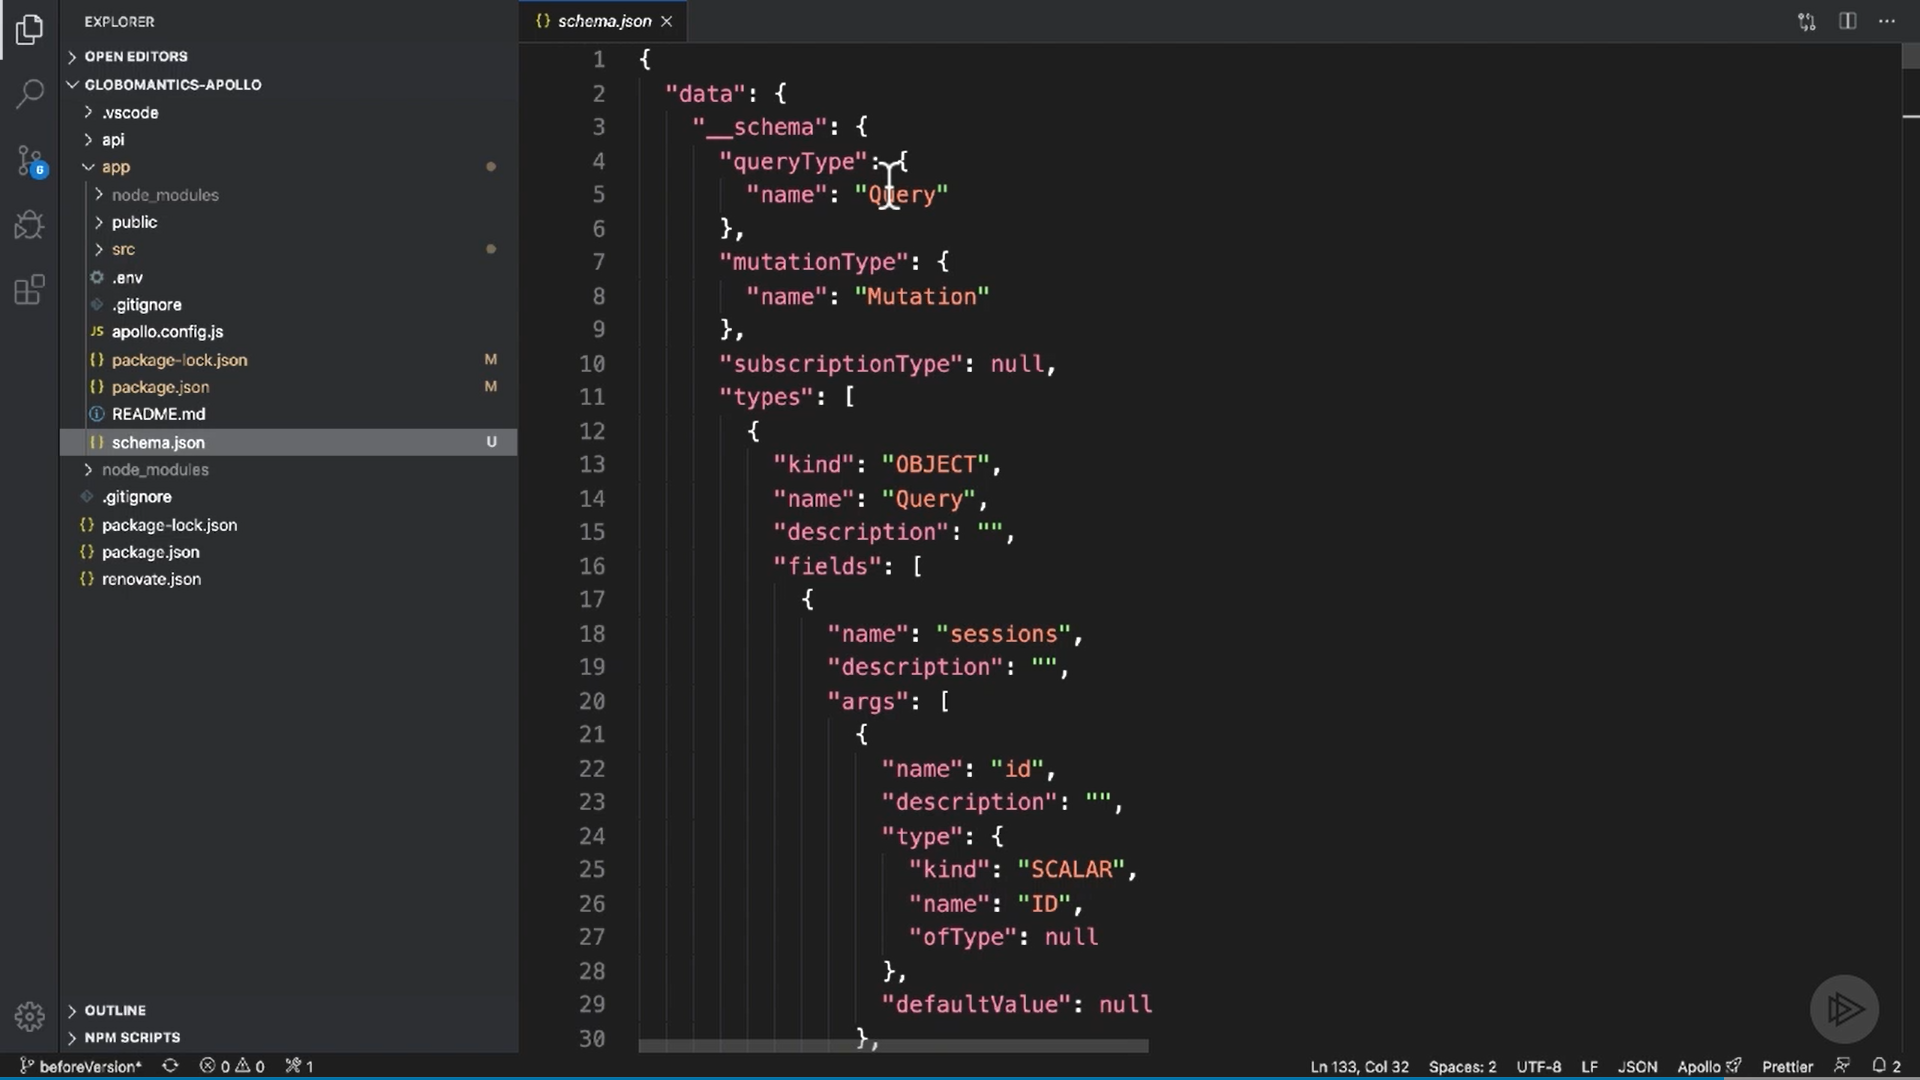 EXPLORER
OPEN EDITORS
GLOBOMANTICS-APOLLO
.vscode
api
app
node_modules
public
src
.env
.gitignore
JS apollo.config.js
{} package-lock.json M
{} package.json M
README.md
{} schema.json U
node_modules
.gitignore
{} package-lock.json
{} package.json
{} renovate.json
OUTLINE
NPM SCRIPTS
6
{} schema.json
1 {
2 "data": {
3 "__schema": {
4 "queryType": {
5 "name": "Query"
6 },
7 "mutationType": {
8 "name": "Mutation"
9 },
10 "subscriptionType": null,
11 "types": [
12 {
13 "kind": "OBJECT",
14 "name": "Query",
15 "description": "",
16 "fields": [
17 {
18 "name": "sessions",
19 "description": "",
20 "args": [
21 {
22 "name": "id",
23 "description": "",
24 "type": {
25 "kind": "SCALAR",
26 "name": "ID",
27 "ofType": null
28 },
29 "defaultValue": null
30 },
beforeVersion* 0 0 1 Ln 133, Col 32 Spaces: 2 UTF-8 LF JSON Apollo Prettier 2